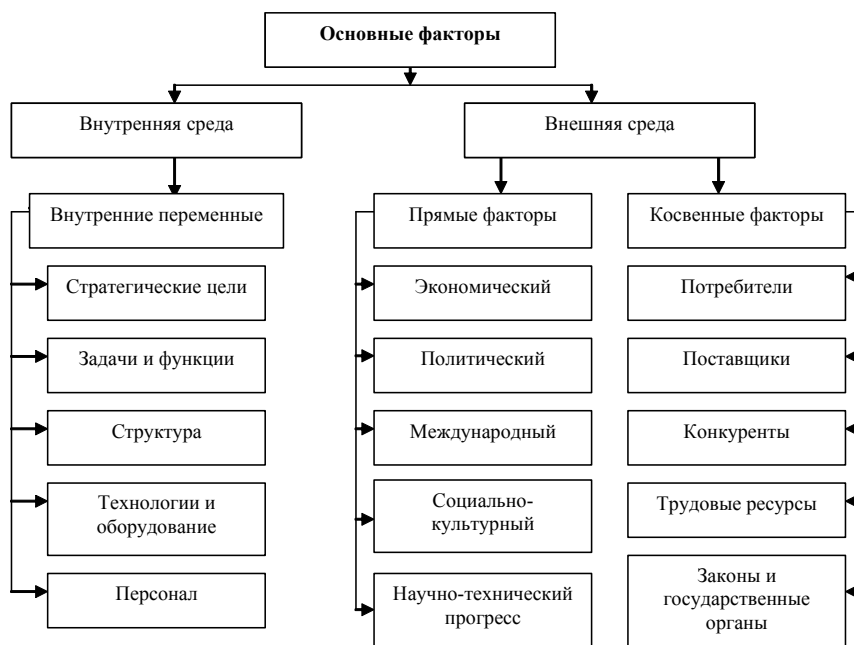 Основные факторы
Внутренняя среда
Внешняя среда
Внутренние переменные
Прямые факторы
Косвенные факторы
Стратегические цели
Экономический
Потребители
Задачи и функции
Политический
Поставщики
Структура
Международный
Конкуренты
Технологии и
оборудование
Социально-
культурный
Трудовые ресурсы
Персонал
Научно-технический
прогресс
Законы и
государственные
органы